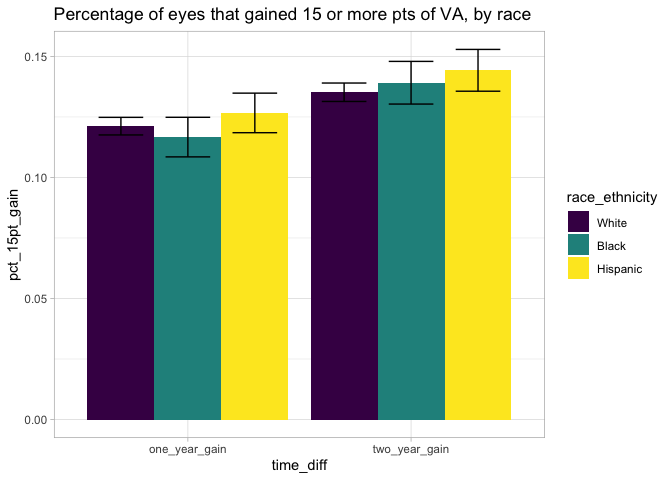 Percentage of eyes that gained 15 or more pts of VA, by race
pct_15pt_gain
0.15
0.10
0.05
0.00
one_year_gain
two_year_gain
time_diff
race_ethnicity
White
Black
Hispanic